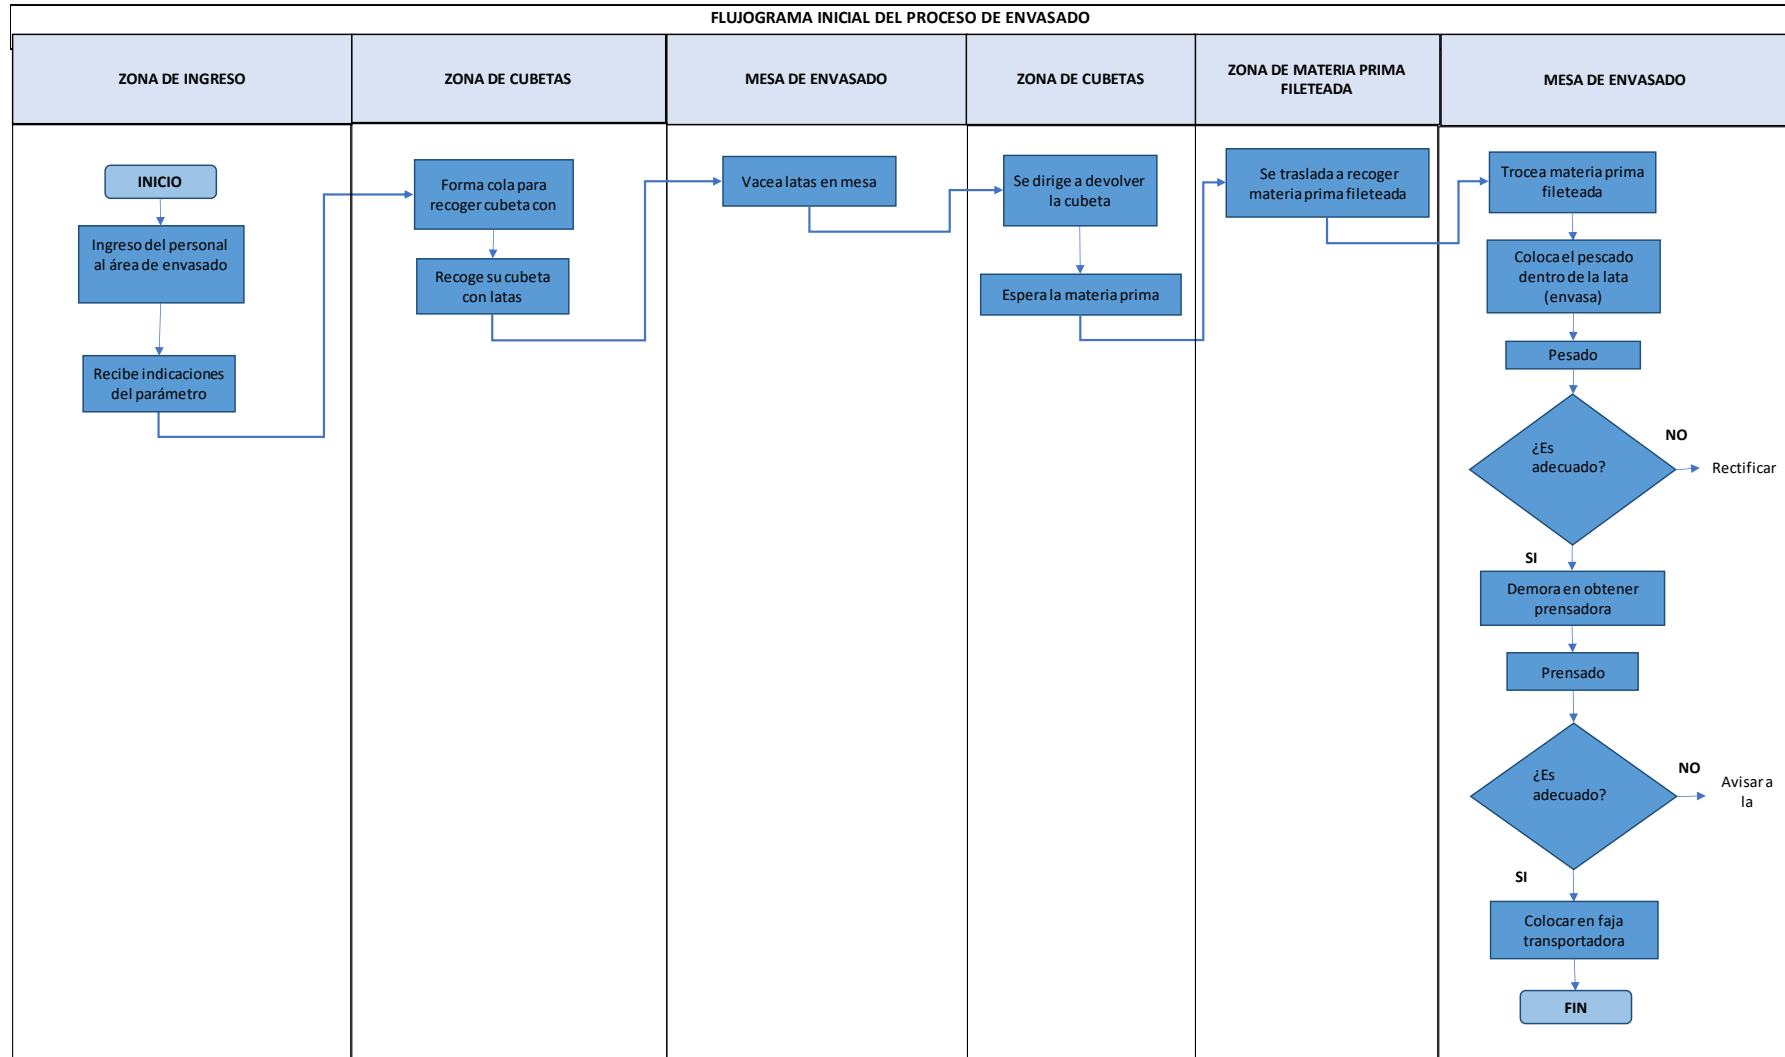 FLUJOGRAMA INICIAL DEL PROCESO DE ENVASADO
ZONA DE INGRESO
ZONA DE CUBETAS
MESA DE ENVASADO
ZONA DE CUBETAS
ZONA DE MATERIA PRIMA
FILETEADA
MESA DE ENVASADO
INICIO
Ingreso del personal
al área de envasado
Recibe indicaciones
del parámetro
Forma cola para
recoger cubeta con
Recoge su cubeta
con latas
Vacea latas en mesa
Se dirige a devolver
la cubeta
Espera la materia prima
Se traslada a recoger
materia prima fileteada
Trocea materia prima
fileteada
Coloca el pescado
dentro de la lata
(envasa)
Pesado
¿Es
adecuado?
NO
Rectificar
SI
Demora en obtener
prensadora
Prensado
¿Es
adecuado?
NO
Avisar a
la
SI
Colocar en faja
transportadora
FIN